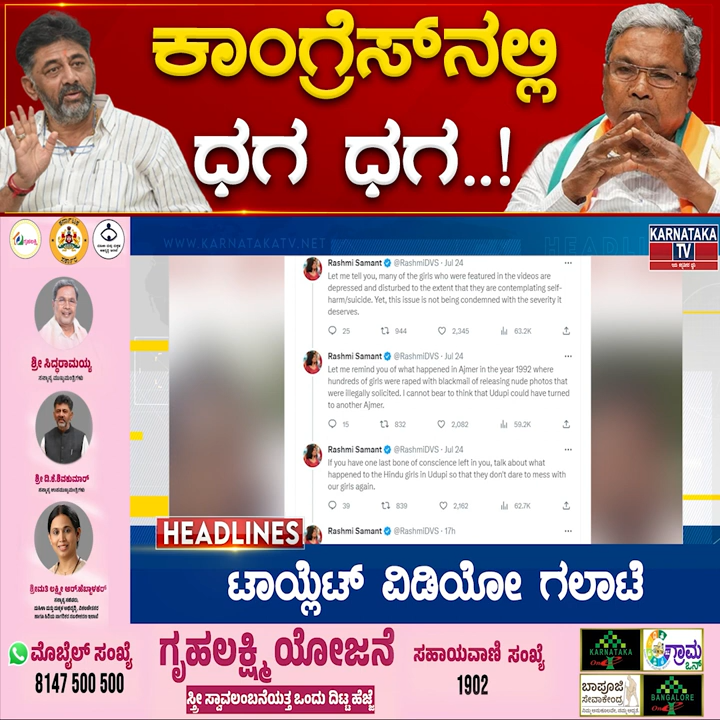 ಕಾಂಗ್ರೆಸ್‌ನಲ್ಲಿ
ಧಗ ಧಗ..!
WWW.KARNATAKATV.NET
KARNATAKA
TV
ಶ್ರೀ ಸಿದ್ದರಾಮಯ್ಯ
ಶ್ರೀ ಡಿ.ಕೆ.ಶಿವಕುಮಾರ್
ಶ್ರೀಮತಿ ಲಕ್ಷ್ಮೀ ಆರ್.ಹೆಬ್ಬಾಳಕರ್
Rashmi Samant @RashmiDVS · Jul 24
Let me tell you, many of the girls who were featured in the videos are
depressed and disturbed to the extent that they are contemplating self-
harm/suicide. Yet, this issue is not being condemned with the severity it
deserves.
25 944 2,345 63.2K
Rashmi Samant @RashmiDVS · Jul 24
Let me remind you of what happened in Ajmer in the year 1992 where
hundreds of girls were raped with blackmail of releasing nude photos that
were illegally solicited. I cannot bear to think that Udupi could have turned
to another Ajmer.
15 832 2,082 59.2K
Rashmi Samant @RashmiDVS · Jul 24
If you have one last bone of conscience left in you, talk about what
happened to the Hindu girls in Udupi so that they don't dare to mess with
our girls again.
39 839 2,162 62.7K
Rashmi Samant @RashmiDVS · 17h
HEADLINES
ಟಾಯ್ಲೆಟ್ ವಿಡಿಯೋ ಗಲಾಟೆ
ಮೊಬೈಲ್ ಸಂಖ್ಯೆ
8147 500 500
ಗೃಹಲಕ್ಷ್ಮಿ ಯೋಜನೆ
ಸ್ತ್ರೀ ಸ್ವಾವಲಂಬನೆಯತ್ತ ಒಂದು ದಿಟ್ಟ ಹೆಜ್ಜೆ
ಸಹಾಯವಾಣಿ ಸಂಖ್ಯೆ
1902
KARNATAKA
One
ಗ್ರಾಮ
ಒನ್
ಬಾಪೂಜಿ
ಸೇವಾಕೇಂದ್ರ
BANGALORE
One